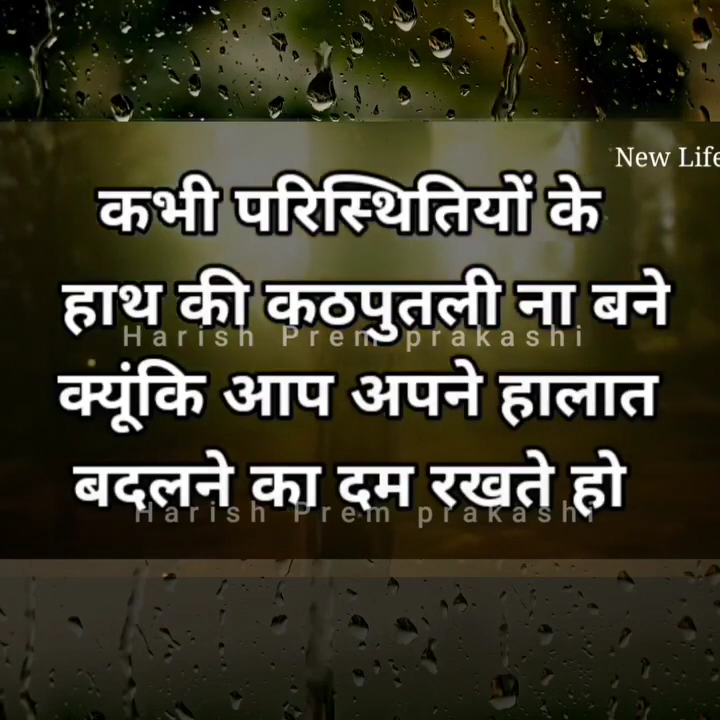 New Life
कभी परिस्थितियों के
हाथ की कठपुतली ना बने
Harish Prem prakashi
क्यूंकि आप अपने हालात
बदलने का दम रखते हो
Harish Prem prakashi